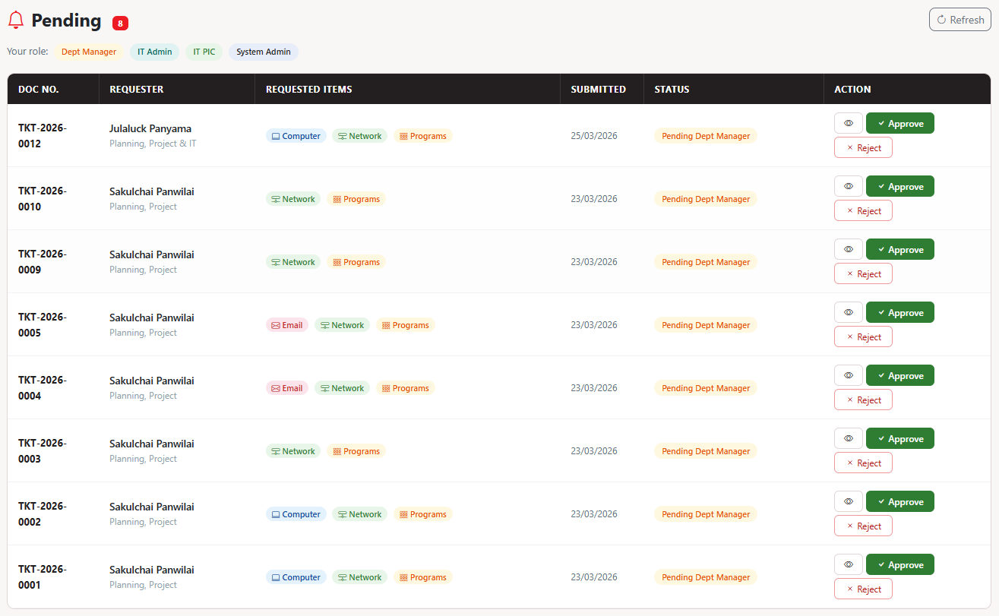 Pending 8
Refresh
Your role: Dept Manager IT Admin IT PIC System Admin
DOC NO. REQUESTER REQUESTED ITEMS SUBMITTED STATUS ACTION
TKT-2026-
0012
Julaluck Panyama
Planning, Project & IT
Computer Network Programs
25/03/2026
Pending Dept Manager
Approve
Reject
TKT-2026-
0010
Sakulchai Panwilai
Planning, Project
Network Programs
23/03/2026
Pending Dept Manager
Approve
Reject
TKT-2026-
0009
Sakulchai Panwilai
Planning, Project
Network Programs
23/03/2026
Pending Dept Manager
Approve
Reject
TKT-2026-
0005
Sakulchai Panwilai
Planning, Project
Email Network Programs
23/03/2026
Pending Dept Manager
Approve
Reject
TKT-2026-
0004
Sakulchai Panwilai
Planning, Project
Email Network Programs
23/03/2026
Pending Dept Manager
Approve
Reject
TKT-2026-
0003
Sakulchai Panwilai
Planning, Project
Network Programs
23/03/2026
Pending Dept Manager
Approve
Reject
TKT-2026-
0002
Sakulchai Panwilai
Planning, Project
Computer Network Programs
23/03/2026
Pending Dept Manager
Approve
Reject
TKT-2026-
0001
Sakulchai Panwilai
Planning, Project
Computer Network Programs
23/03/2026
Pending Dept Manager
Approve
Reject